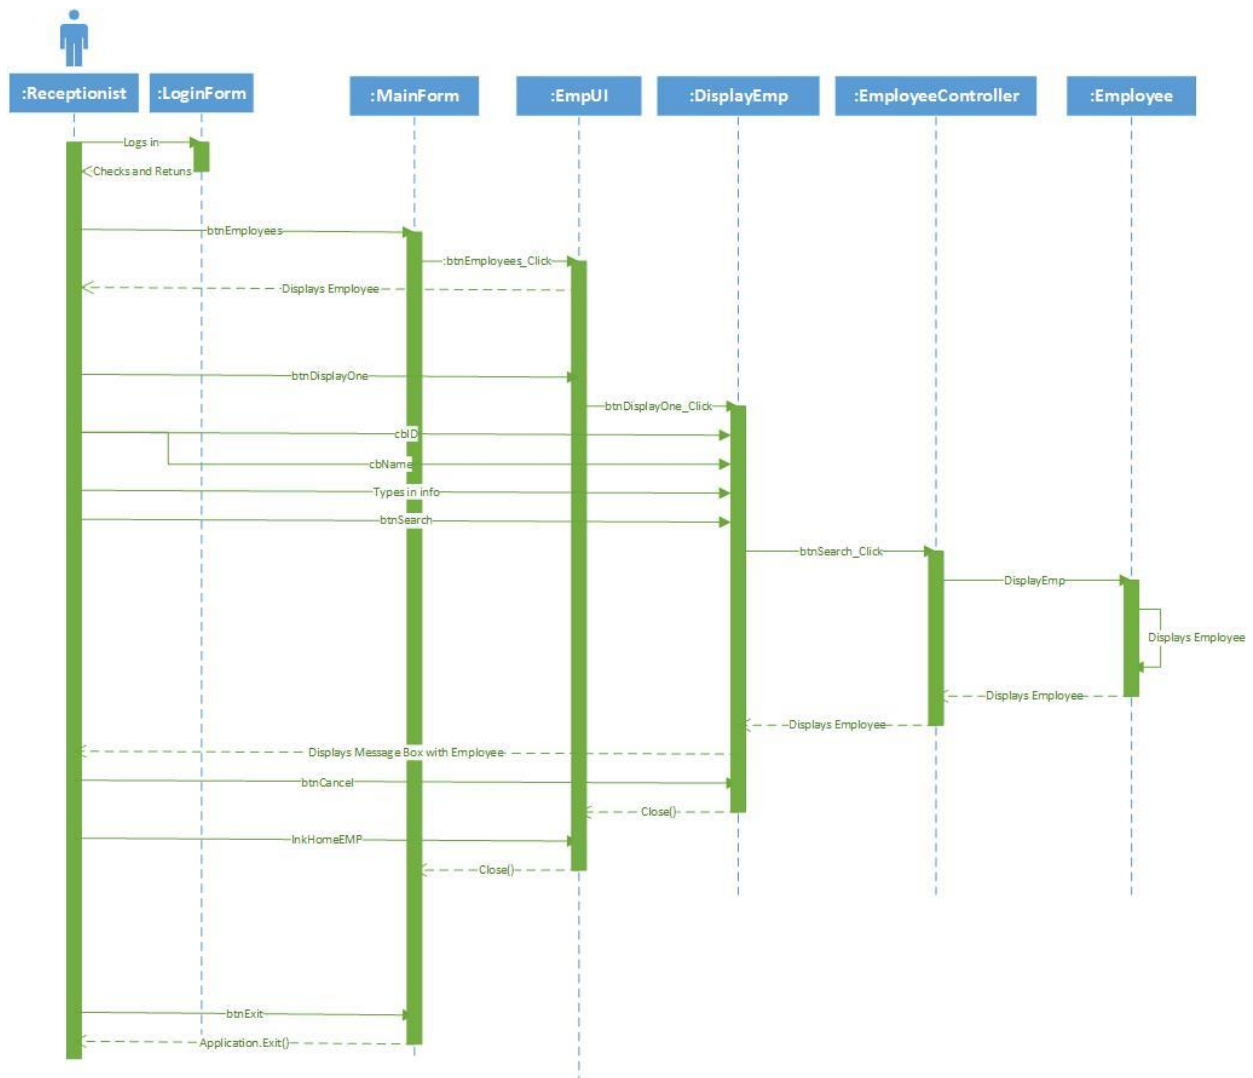 :Receptionist
:LoginForm
:MainForm
:EmpUI
:DisplayEmp
:EmployeeController
:Employee
Logs in
Checks and Retuns
btnEmployees
:btnEmployees_Click
Displays Employee
btnDisplayOne
btnDisplayOne_Click
cbID
cbName
Types in info
btnSearch
btnSearch_Click
DisplayEmp
Displays Employee
Displays Employee
Displays Employee
Displays Message Box with Employee
btnCancel
Close()
lnkHomeEMP
Close()
btnExit
Application.Exit()